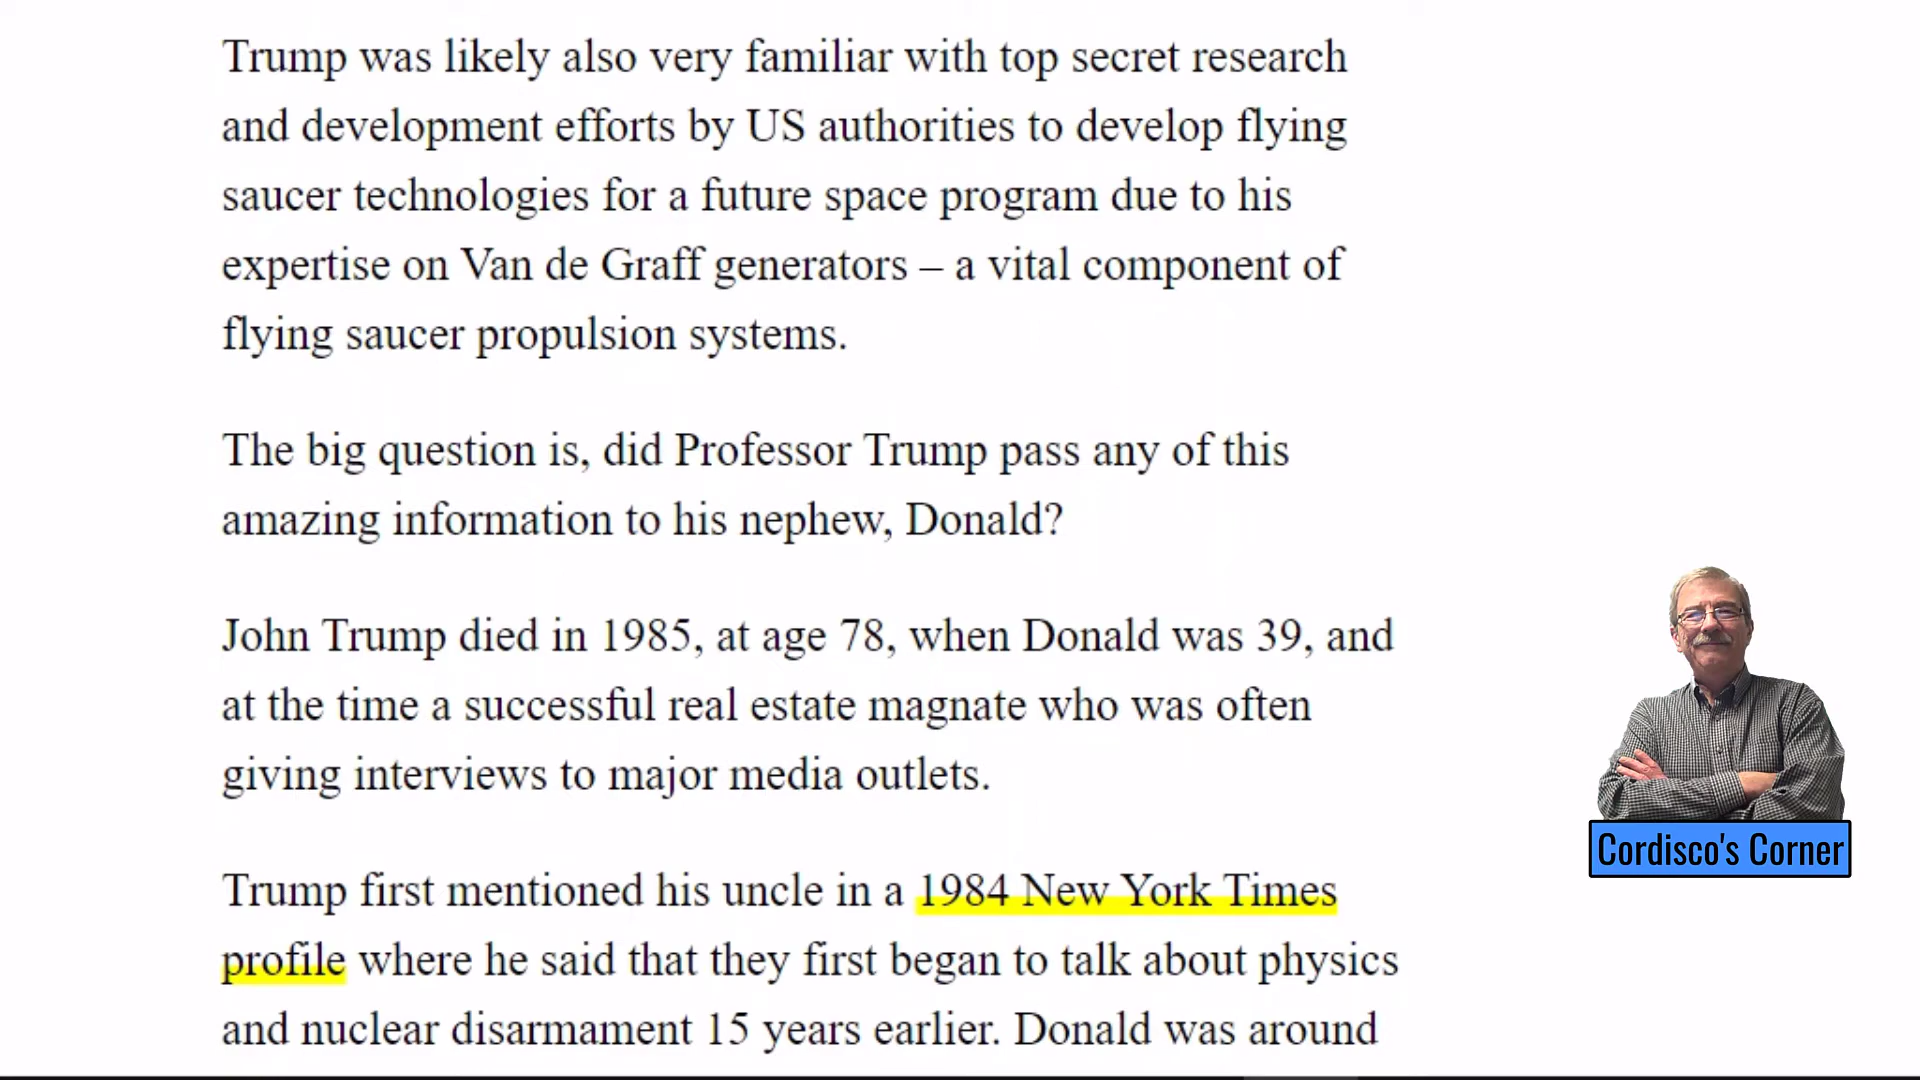 Trump was likely also very familiar with top secret research
and development efforts by US authorities to develop flying
saucer technologies for a future space program due to his
expertise on Van de Graff generators – a vital component of
flying saucer propulsion systems.
The big question is, did Professor Trump pass any of this
amazing information to his nephew, Donald?
John Trump died in 1985, at age 78, when Donald was 39, and
at the time a successful real estate magnate who was often
giving interviews to major media outlets.
Trump first mentioned his uncle in a 1984 New York Times
profile where he said that they first began to talk about physics
and nuclear disarmament 15 years earlier. Donald was around
Cordisco's Corner